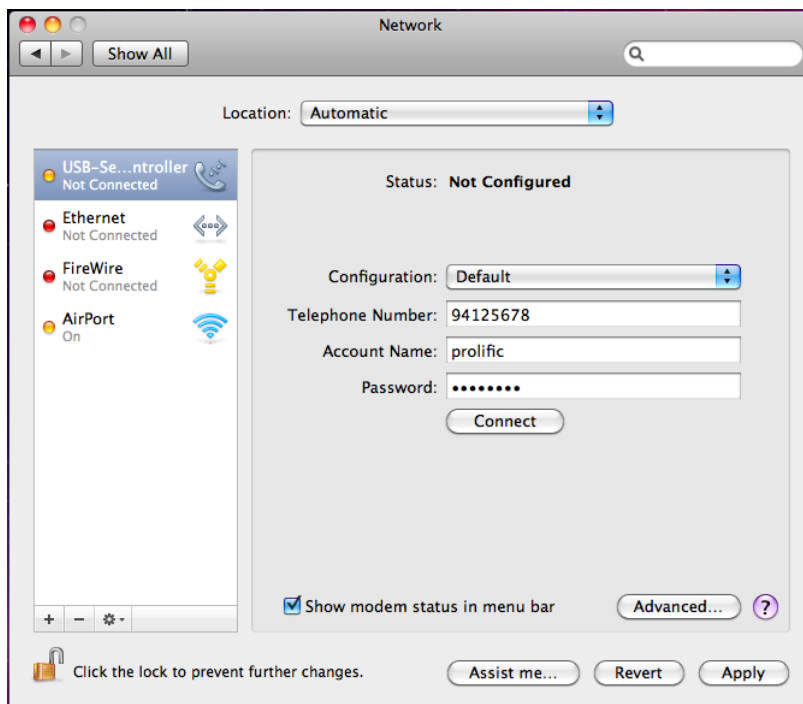 Network
Show All
Location: Automatic
USB-Se...ntroller
Not Connected
Ethernet
Not Connected
FireWire
Not Connected
AirPort
On
Status: Not Configured
Configuration: Default
Telephone Number: 94125678
Account Name: prolific
Password: ••••••••
Connect
Show modem status in menu bar
Advanced...
?
Click the lock to prevent further changes.
Assist me...
Revert
Apply